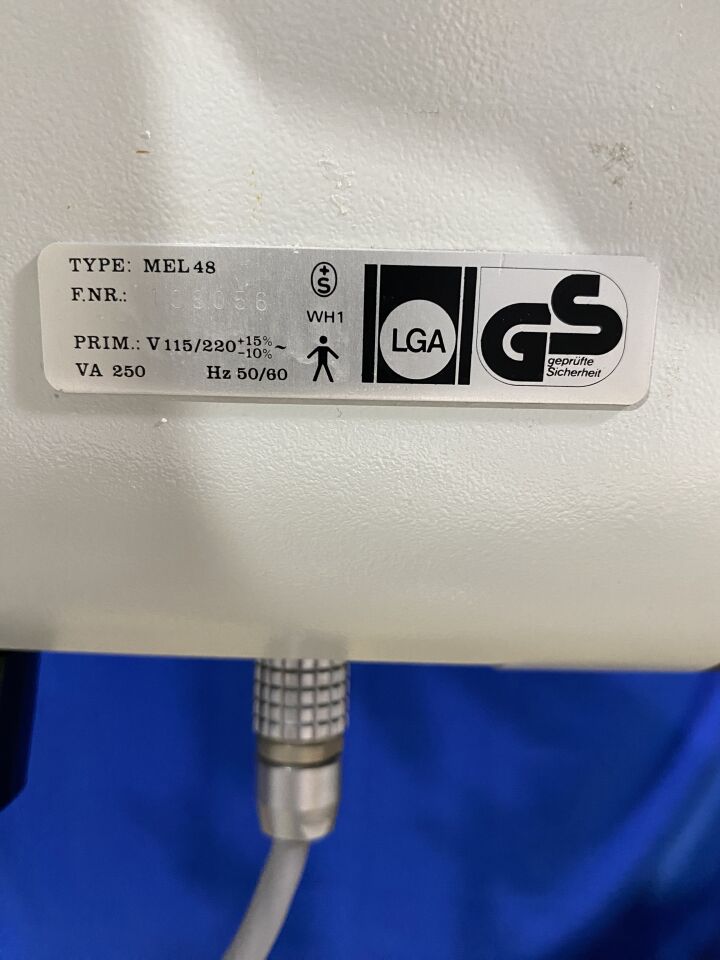 TYPE: MEL 48
F.NR.:
PRIM.: V 115/220 +15% -10% ~
VA 250 Hz 50/60
+S
WH1
LGA
GS
geprüfte
Sicherheit